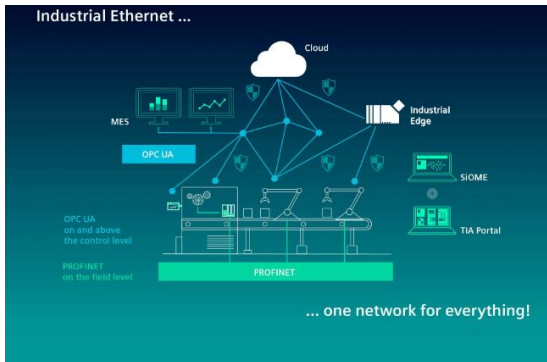 Industrial Ethernet ...
Cloud
MES
Industrial
Edge
OPC UA
SiOME
OPC UA
on and above
the control level
TIA Portal
PROFINET
on the field level
PROFINET
... one network for everything!